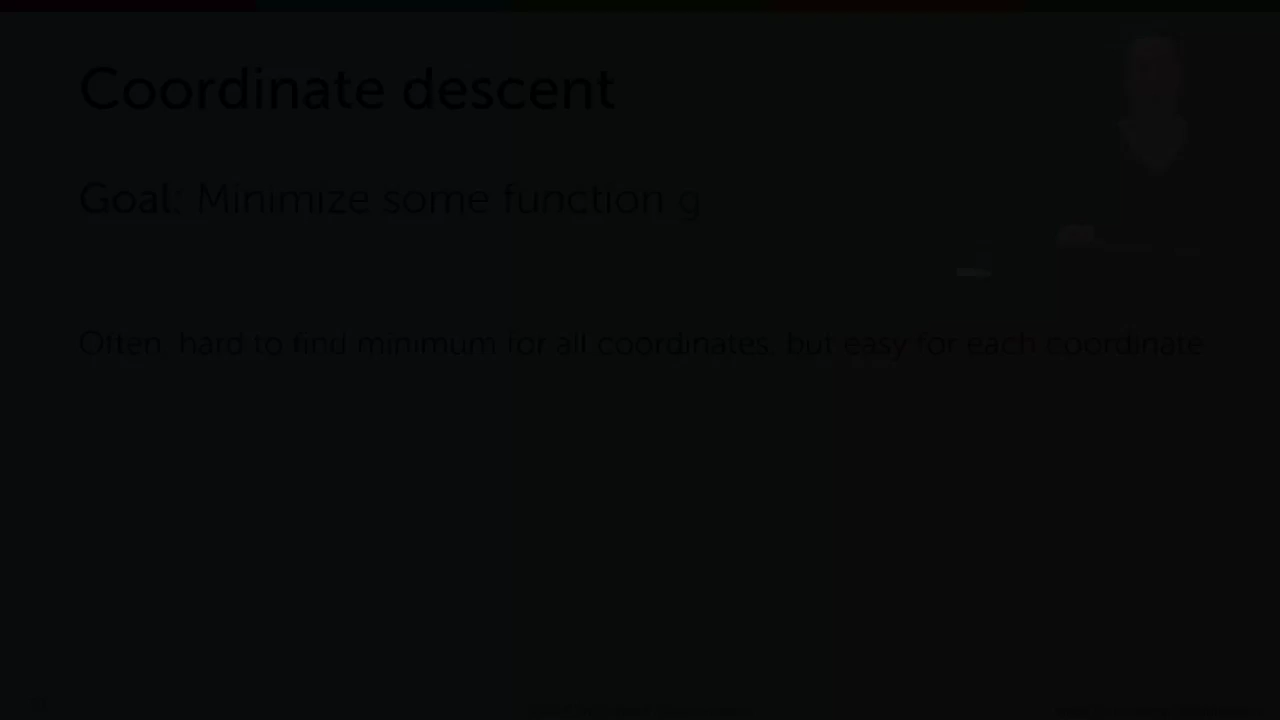 Coordinate descent
Goal: Minimize some function g
Often, hard to find minimum for all coordinates, but easy for each coordinate